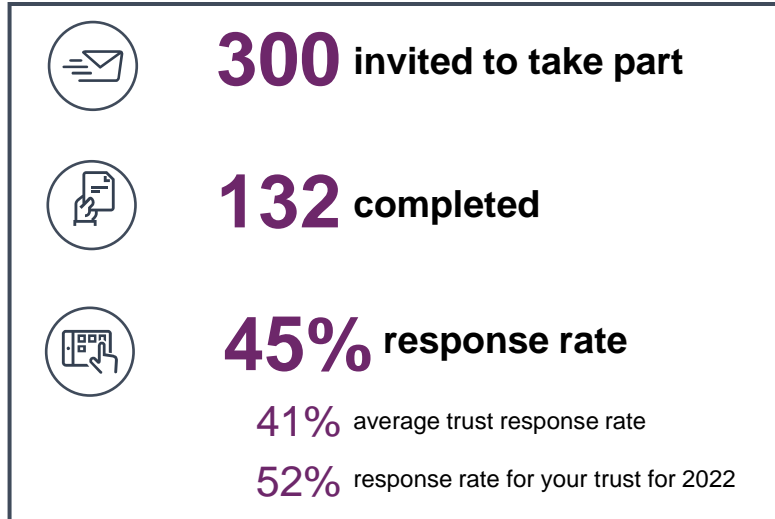 300 invited to take part
132 completed
45% response rate
41% average trust response rate
52% response rate for your trust for 2022